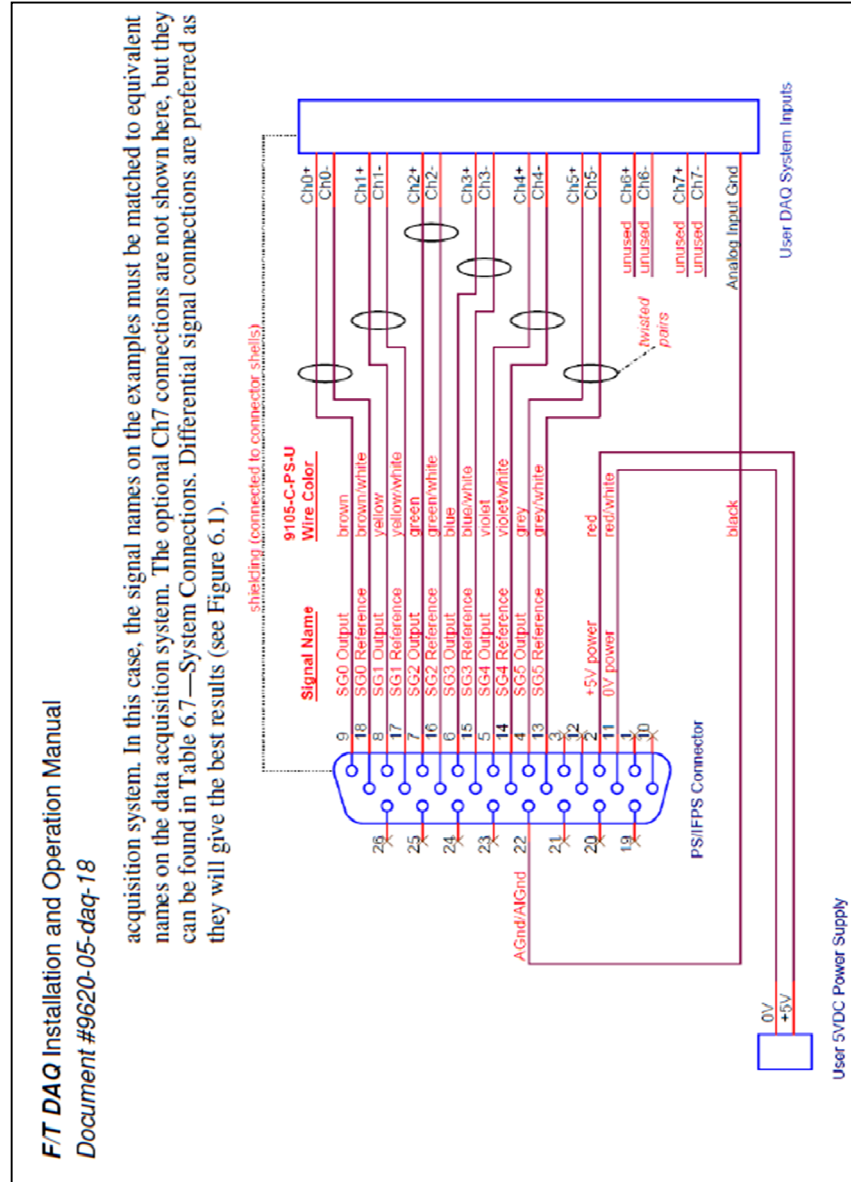 F/T DAQ Installation and Operation Manual
Document #9620-05-daq-18
acquisition system. In this case, the signal names on the examples must be matched to equivalent
names on the data acquisition system. The optional Ch7 connections are not shown here, but they
can be found in Table 6.7—System Connections. Differential signal connections are preferred as
they will give the best results (see Figure 6.1).
shielding (connected to connector shells)
Signal Name
9105-C-PS-U
Wire Color
9 SG0 Output brown Ch0+
18 SG0 Reference brown/white Ch0-
8 SG1 Output yellow Ch1+
17 SG1 Reference yellow/white Ch1-
7 SG2 Output green Ch2+
16 SG2 Reference green/white Ch2-
6 SG3 Output blue Ch3+
15 SG3 Reference blue/white Ch3-
5 SG4 Output violet Ch4+
14 SG4 Reference violet/white Ch4-
4 SG5 Output grey Ch5+
13 SG5 Reference grey/white Ch5-
3
12
2 +5V power red
11 0V power red/white
1
10
unused Ch6+
unused Ch6-
unused Ch7+
unused Ch7-
twisted
pairs
black Analog Input Gnd
26
25
24
23
22
21
20
19
AGnd/AIGnd
PS/IFPS Connector
User DAQ System Inputs
0V
+5V
User 5VDC Power Supply